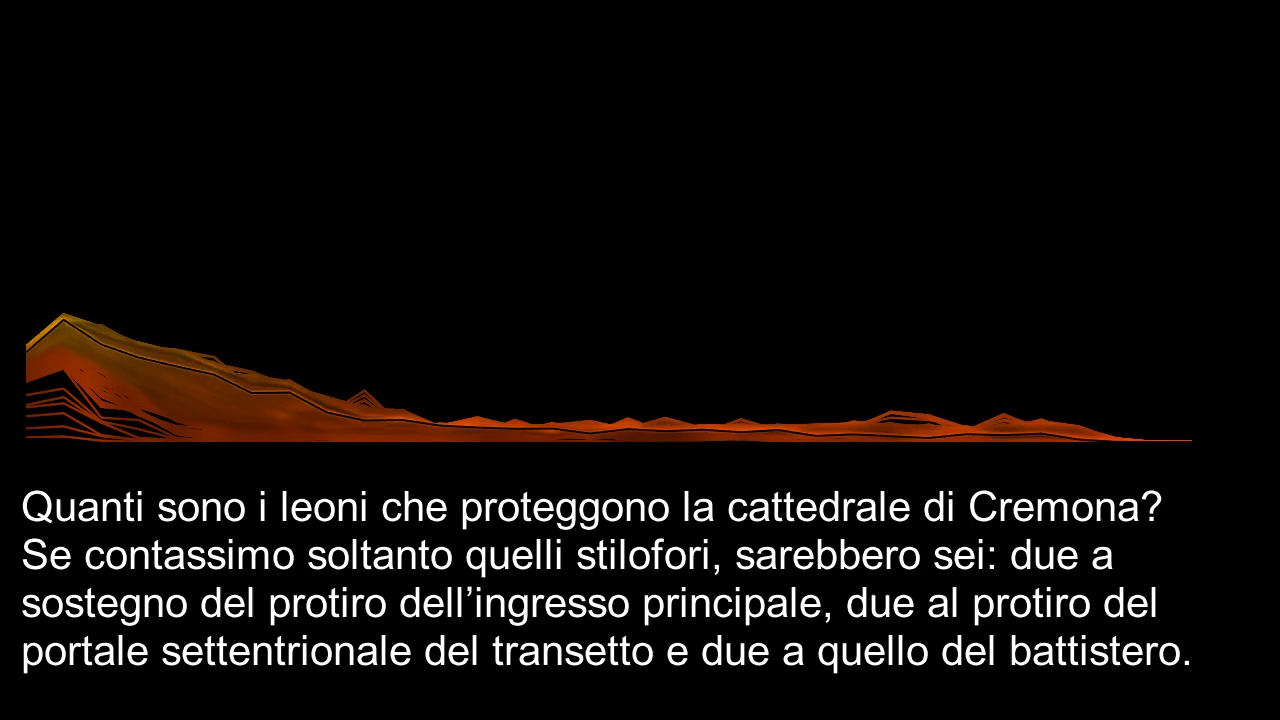 Quanti sono i leoni che proteggono la cattedrale di Cremona?
Se contassimo soltanto quelli stilofori, sarebbero sei: due a
sostegno del protiro dell’ingresso principale, due al protiro del
portale settentrionale del transetto e due a quello del battistero.